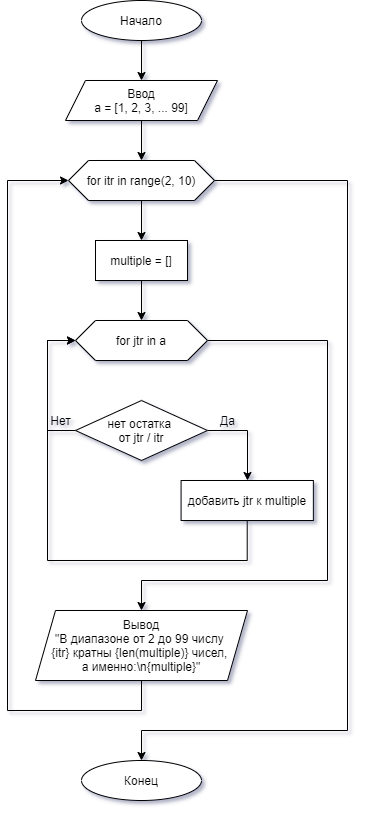 Начало
Ввод
a = [1, 2, 3, ... 99]
for itr in range(2, 10)
multiple = []
for jtr in a
Нет
нет остатка
от jtr / itr
Да
добавить jtr к multiple
Вывод
"В диапазоне от 2 до 99 числу
{itr} кратны {len(multiple)} чисел,
а именно:\n{multiple}"
Конец